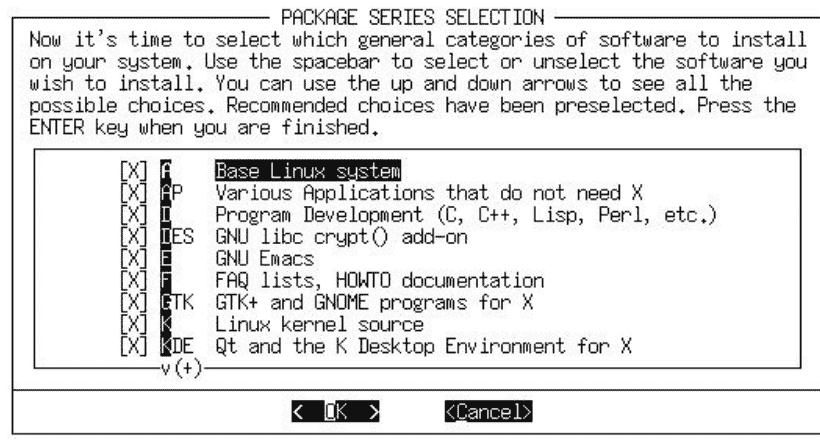 PACKAGE SERIES SELECTION
Now it's time to select which general categories of software to install
on your system. Use the spacebar to select or unselect the software you
wish to install. You can use the up and down arrows to see all the
possible choices. Recommended choices have been preselected. Press the
ENTER key when you are finished.
[X] A Base Linux system
[X] AP Various Applications that do not need X
[X] D Program Development (C, C++, Lisp, Perl, etc.)
[X] DES GNU libc crypt() add-on
[X] E GNU Emacs
[X] F FAQ lists, HOWTO documentation
[X] GTK GTK+ and GNOME programs for X
[X] K Linux kernel source
[X] KDE Qt and the K Desktop Environment for X
v(+)
< OK > <Cancel>